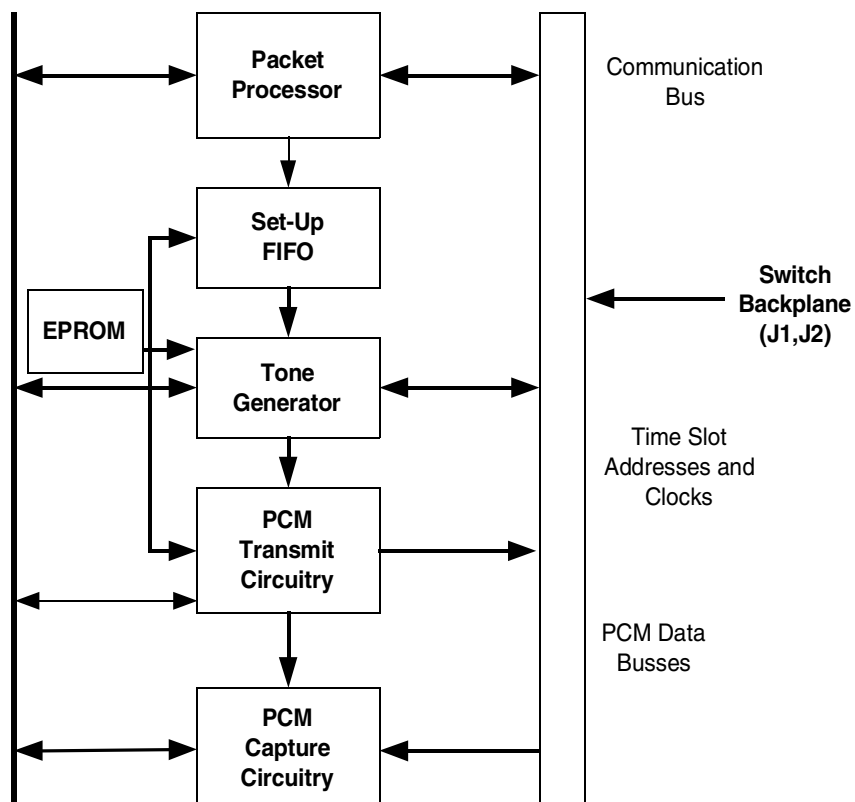 Packet
Processor
Communication
Bus
Set-Up
FIFO
Switch
Backplane
(J1,J2)
EPROM
Tone
Generator
Time Slot
Addresses and
Clocks
PCM
Transmit
Circuitry
PCM Data
Busses
PCM
Capture
Circuitry